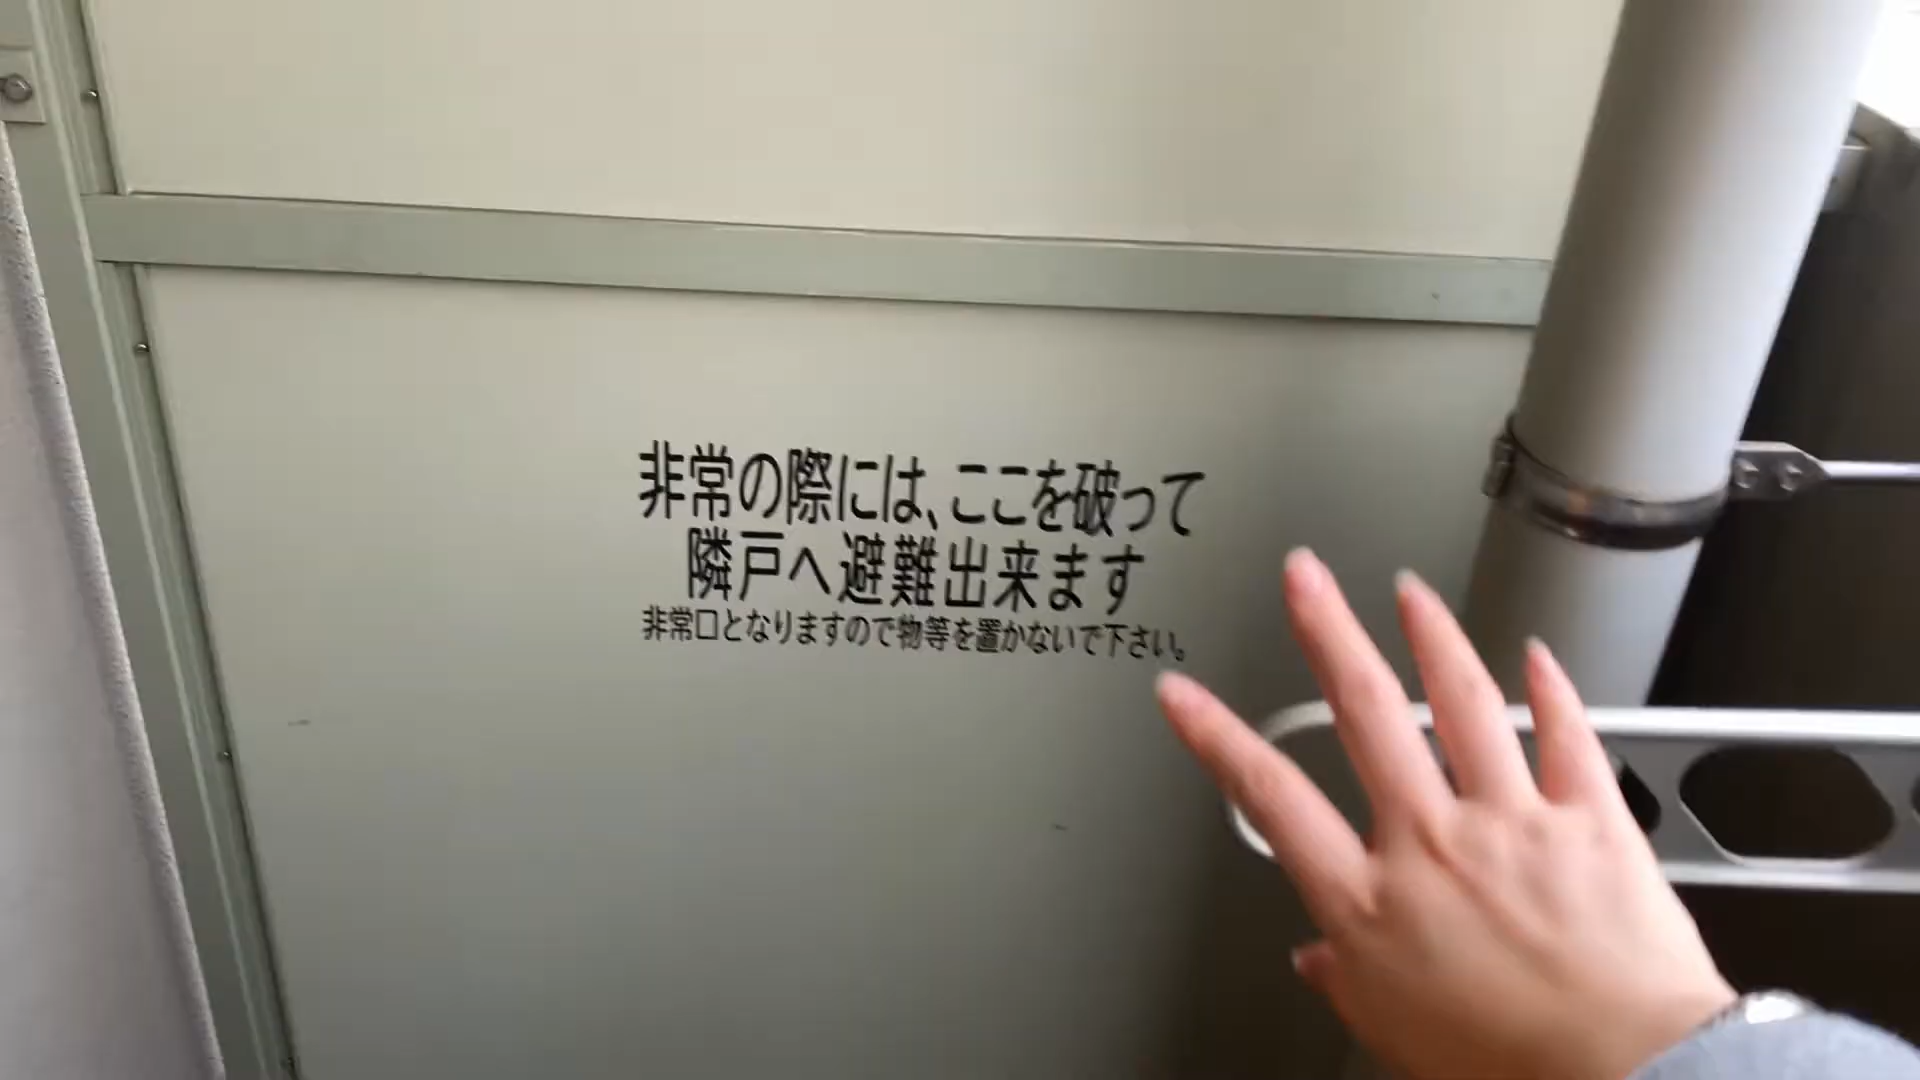 非常の際には、ここを破って
隣戸へ避難出来ます
非常口となりますので物等を置かないで下さい。